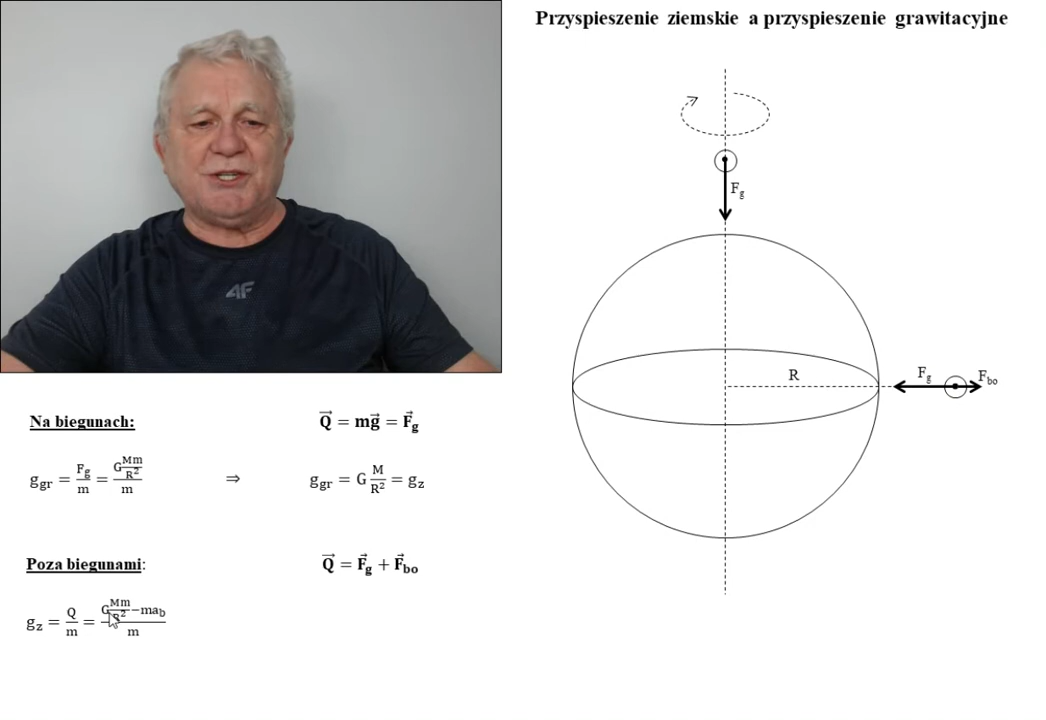 Przyspieszenie ziemskie a przyspieszenie grawitacyjne
4F
F_g
R
F_g F_bo
Na biegunach: Q⃗ = mg⃗ = F⃗_g
g_gr = F_g/m = (G Mm/R²)/m ⇒ g_gr = G M/R² = g_z
Poza biegunami: Q⃗ = F⃗_g + F⃗_bo
g_z = Q/m = (G Mm/R² − ma_b)/m